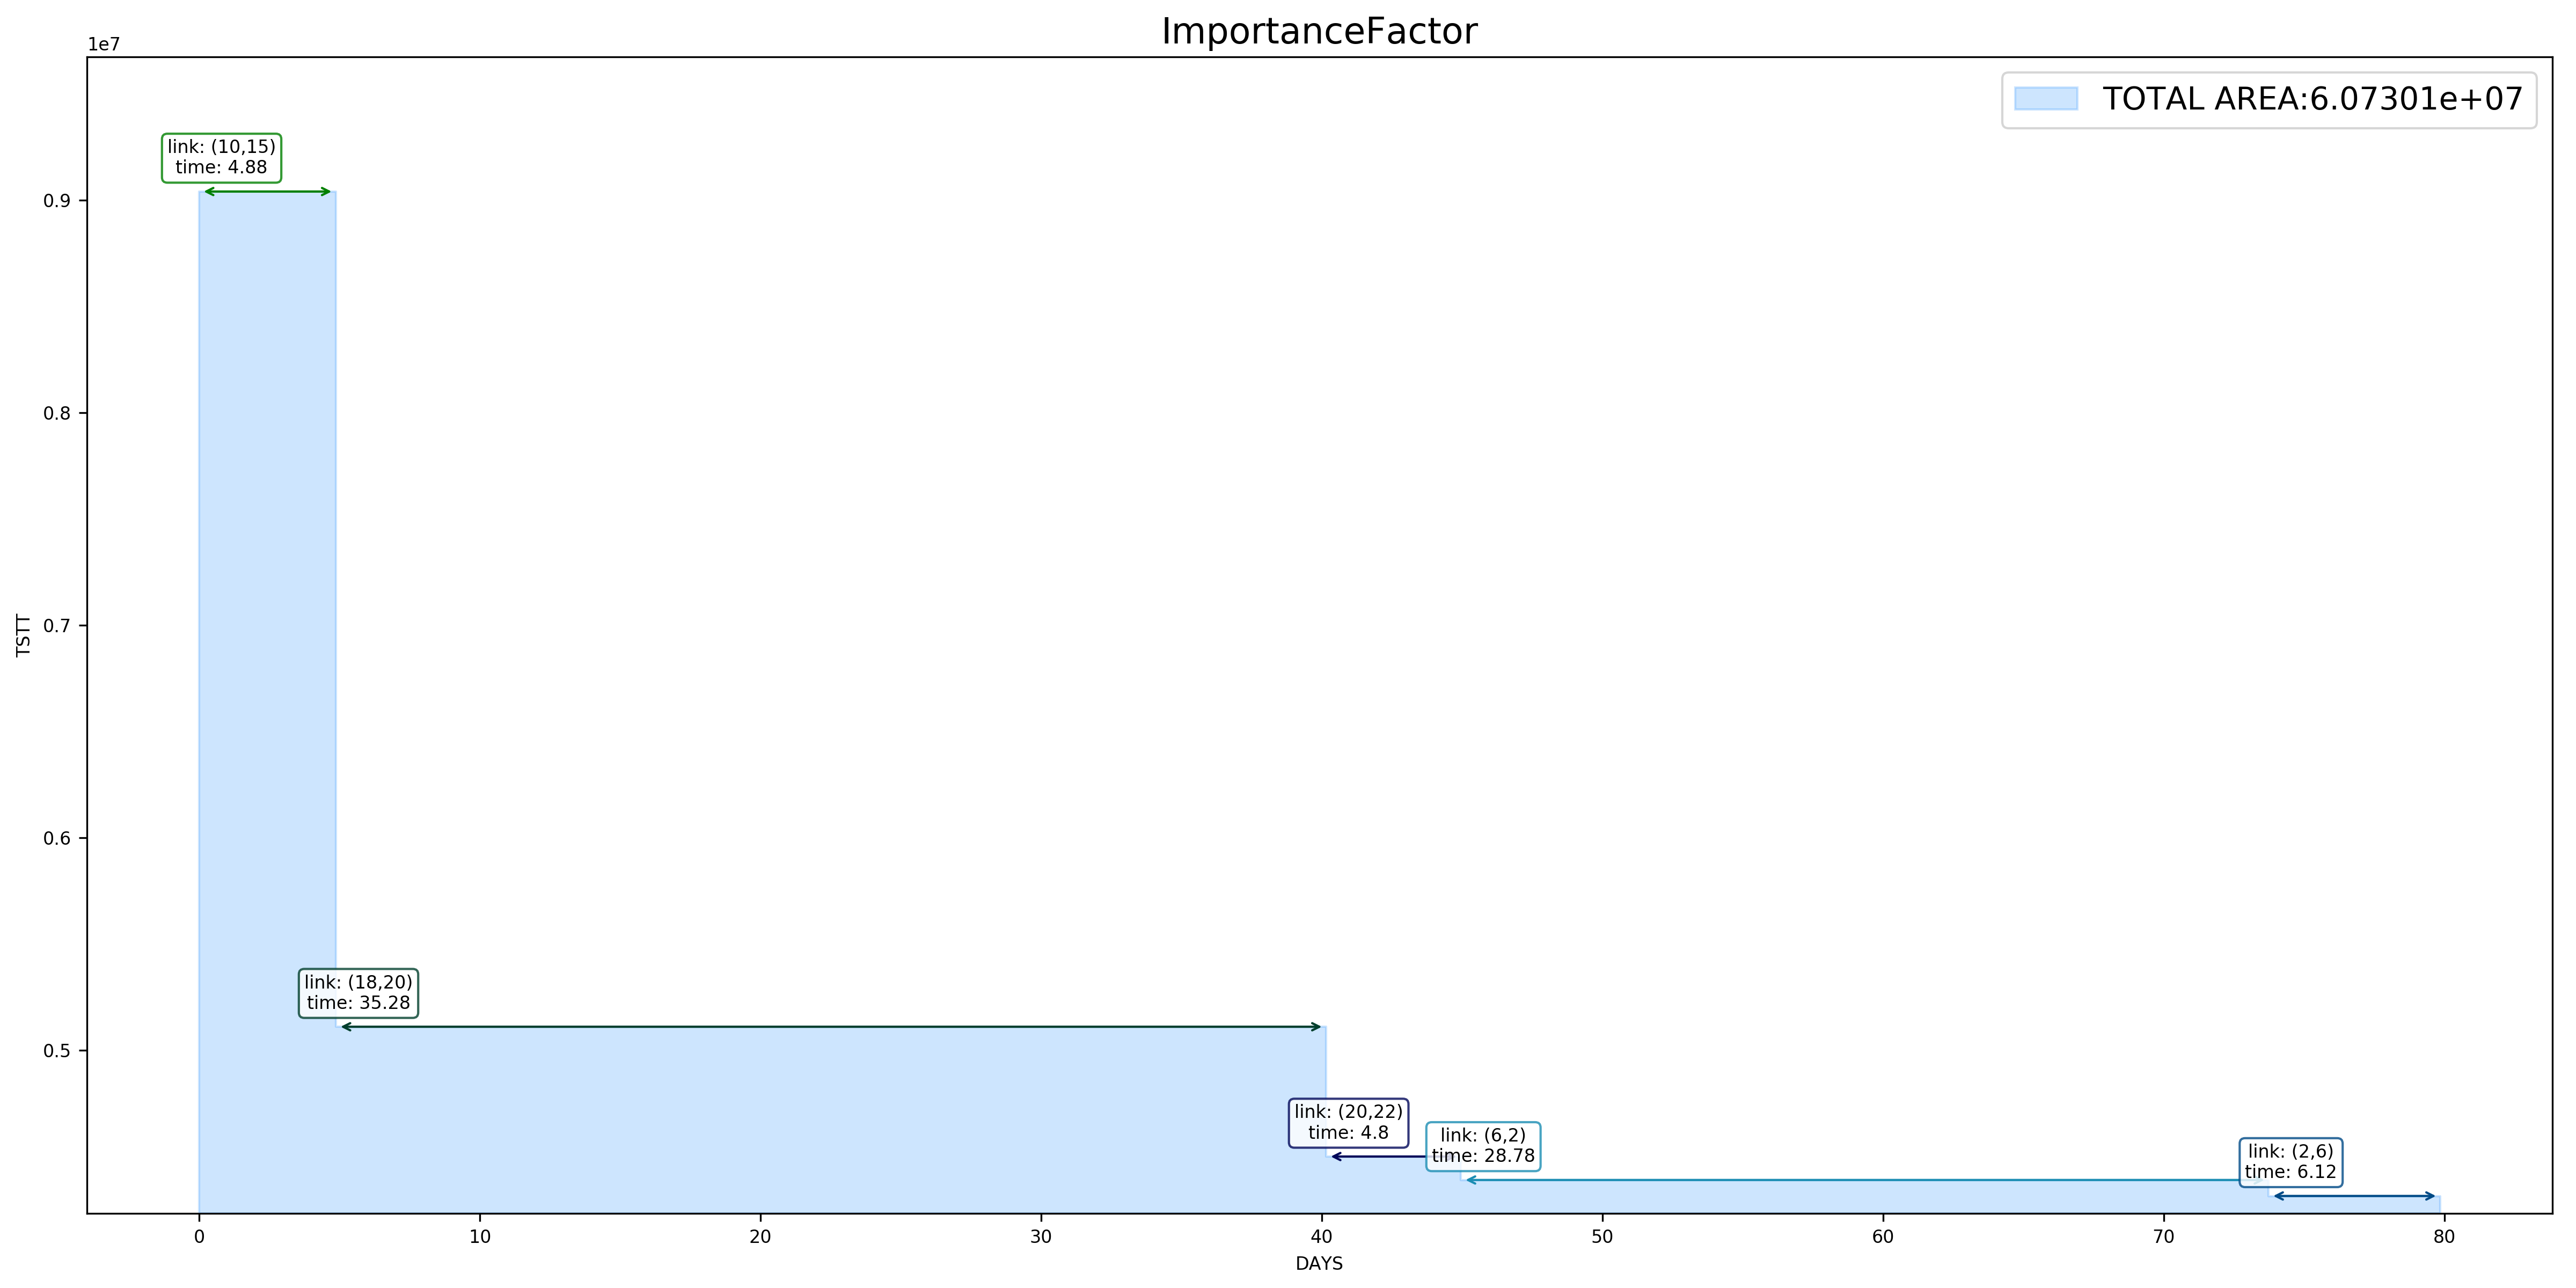 ImportanceFactor
1e7
TOTAL AREA:6.07301e+07
link: (10,15)
time: 4.88
0.9
0.8
0.7
TSTT
0.6
link: (18,20)
time: 35.28
0.5
link: (20,22)
time: 4.8
link: (6,2)
time: 28.78
link: (2,6)
time: 6.12
0 10 20 30 40 50 60 70 80
DAYS